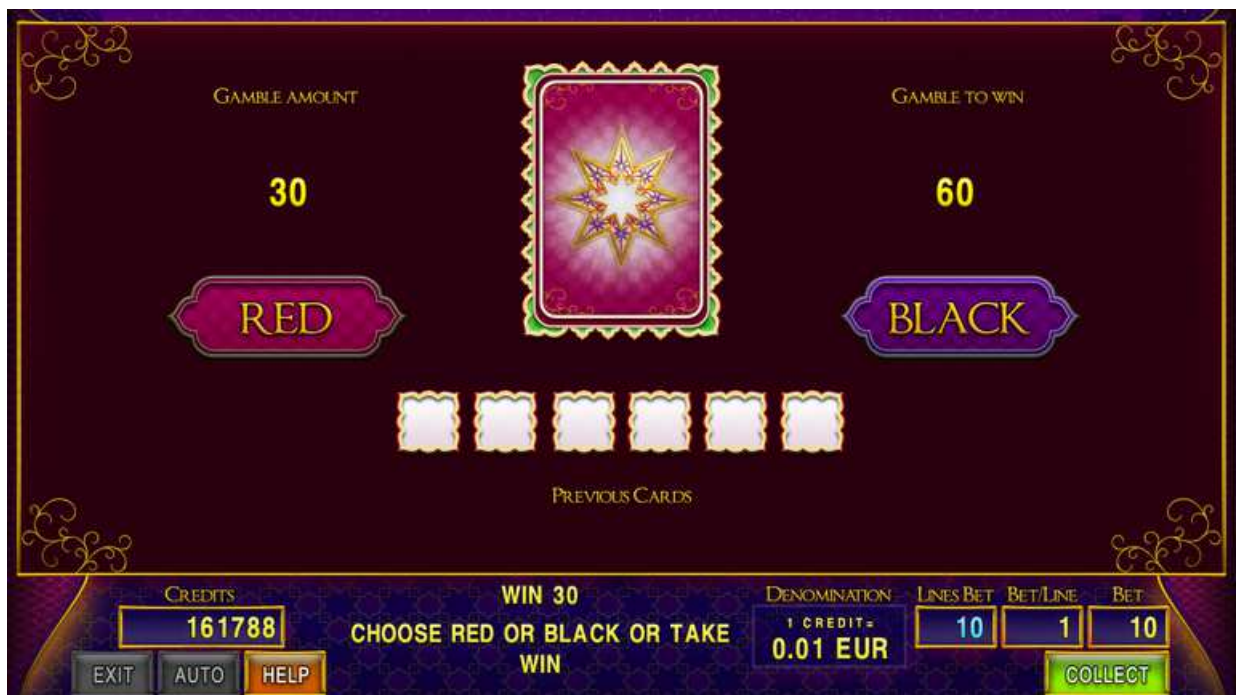 GAMBLE AMOUNT
GAMBLE TO WIN
30
60
RED
BLACK
PREVIOUS CARDS
CREDITS
161788
WIN 30
CHOOSE RED OR BLACK OR TAKE
WIN
DENOMINATION
1 CREDIT=
0.01 EUR
LINES BET
10
BET/LINE
1
BET
10
EXIT
AUTO
HELP
COLLECT